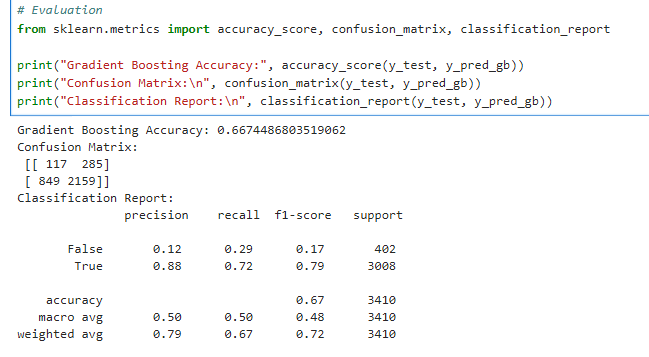 # Evaluation
from sklearn.metrics import accuracy_score, confusion_matrix, classification_report
print("Gradient Boosting Accuracy:", accuracy_score(y_test, y_pred_gb))
print("Confusion Matrix:\n", confusion_matrix(y_test, y_pred_gb))
print("Classification Report:\n", classification_report(y_test, y_pred_gb))
Gradient Boosting Accuracy: 0.6674486803519062
Confusion Matrix:
[[ 117  285]
[ 849 2159]]
Classification Report:
precision    recall  f1-score   support
False       0.12      0.29      0.17       402
True       0.88      0.72      0.79      3008
accuracy                           0.67      3410
macro avg       0.50      0.50      0.48      3410
weighted avg       0.79      0.67      0.72      3410